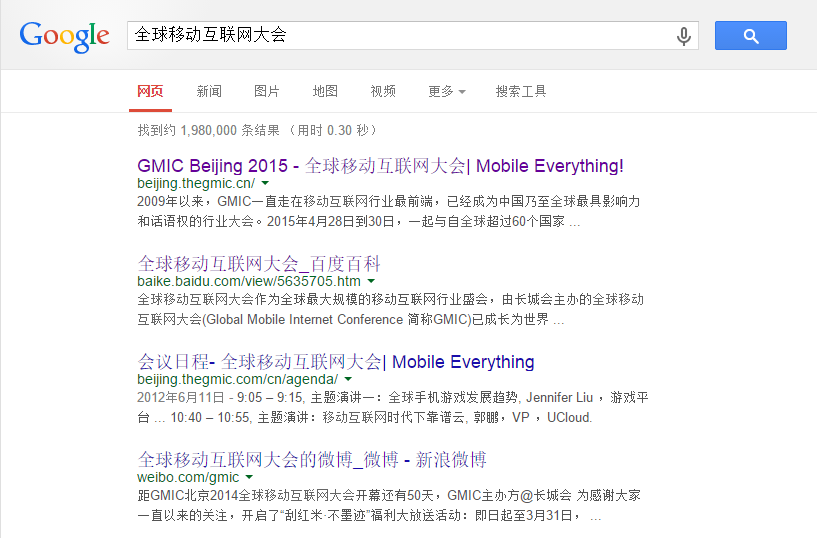 Google 全球移动互联网大会
网页 新闻 图片 地图 视频 更多 搜索工具
找到约 1,980,000 条结果 （用时 0.30 秒）
GMIC Beijing 2015 - 全球移动互联网大会| Mobile Everything!
beijing.thegmic.cn/
2009年以来，GMIC一直走在移动互联网行业最前端，已经成为中国乃至全球最具影响力
和话语权的行业大会。2015年4月28日到30日，一起与自全球超过60个国家 ...
全球移动互联网大会_百度百科
baike.baidu.com/view/5635705.htm
全球移动互联网大会作为全球最大规模的移动互联网行业盛会，由长城会主办的全球移动
互联网大会(Global Mobile Internet Conference 简称GMIC)已成长为世界 ...
会议日程- 全球移动互联网大会| Mobile Everything
beijing.thegmic.com/cn/agenda/
2012年6月11日 - 9:05 – 9:15, 主题演讲一：全球手机游戏发展趋势, Jennifer Liu ，游戏平
台 ... 10:40 – 10:55, 主题演讲：移动互联网时代下靠谱云, 郭鹏，VP ，UCloud.
全球移动互联网大会的微博_微博 - 新浪微博
weibo.com/gmic
距GMIC北京2014全球移动互联网大会开幕还有50天，GMIC主办方@长城会 为感谢大家
一直以来的关注，开启了“刮红米·不墨迹”福利大放送活动：即日起至3月31日， ...